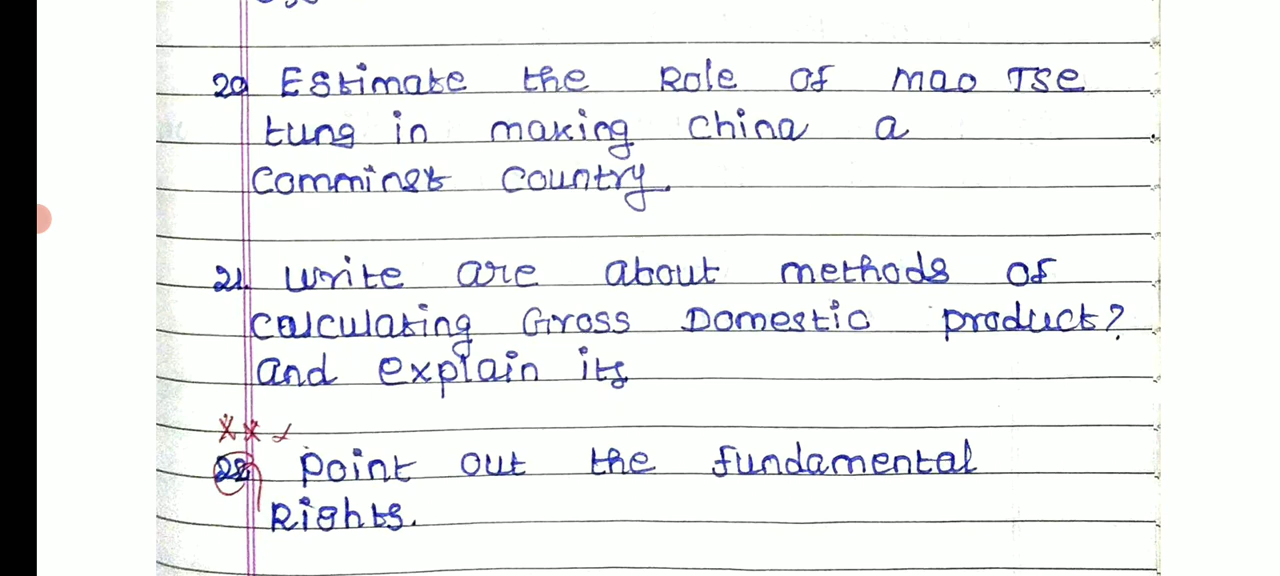 20 Estimate the Role of mao Tse
tung in making china a
Comminst country.
21. write are about methods of
calculating Gross Domestic product?
and explain its
22 point out the fundamental
Rights.